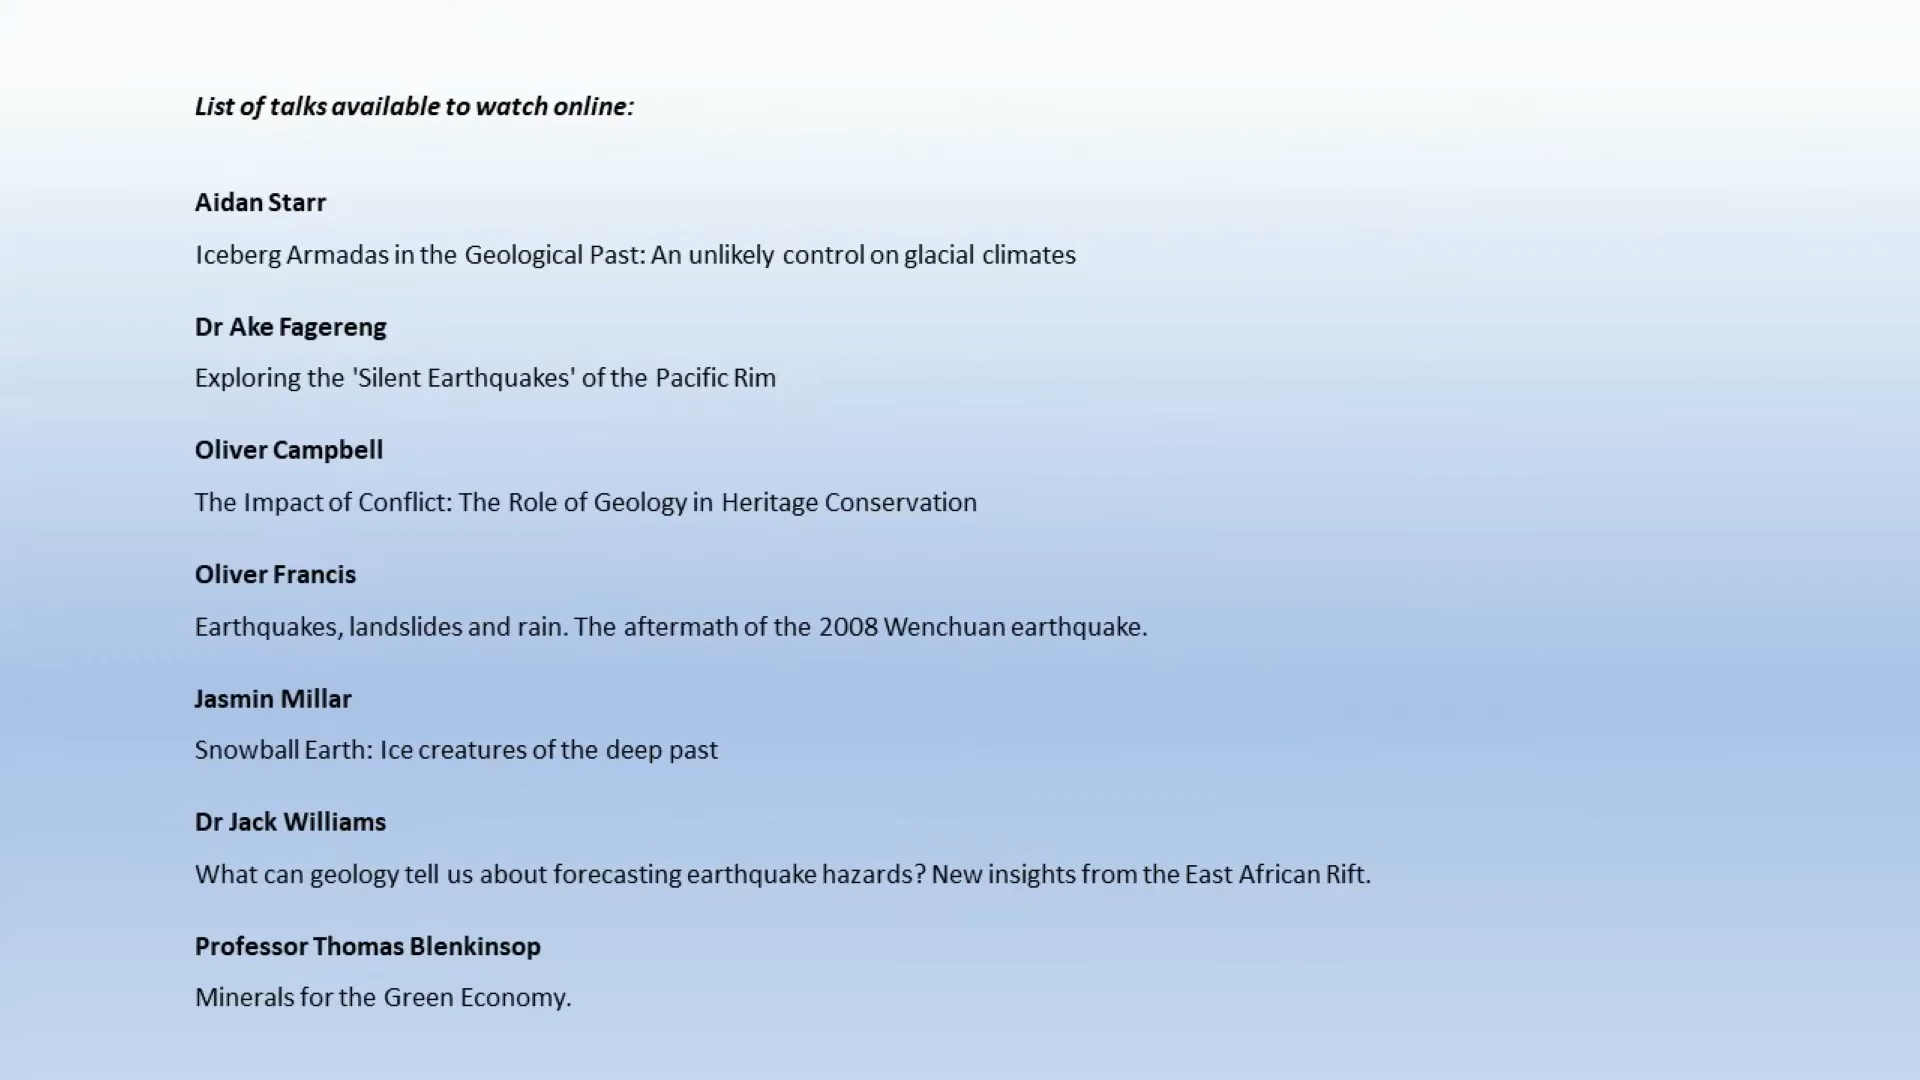 List of talks available to watch online:
Aidan Starr
Iceberg Armadas in the Geological Past: An unlikely control on glacial climates
Dr Ake Fagereng
Exploring the 'Silent Earthquakes' of the Pacific Rim
Oliver Campbell
The Impact of Conflict: The Role of Geology in Heritage Conservation
Oliver Francis
Earthquakes, landslides and rain. The aftermath of the 2008 Wenchuan earthquake.
Jasmin Millar
Snowball Earth: Ice creatures of the deep past
Dr Jack Williams
What can geology tell us about forecasting earthquake hazards? New insights from the East African Rift.
Professor Thomas Blenkinsop
Minerals for the Green Economy.